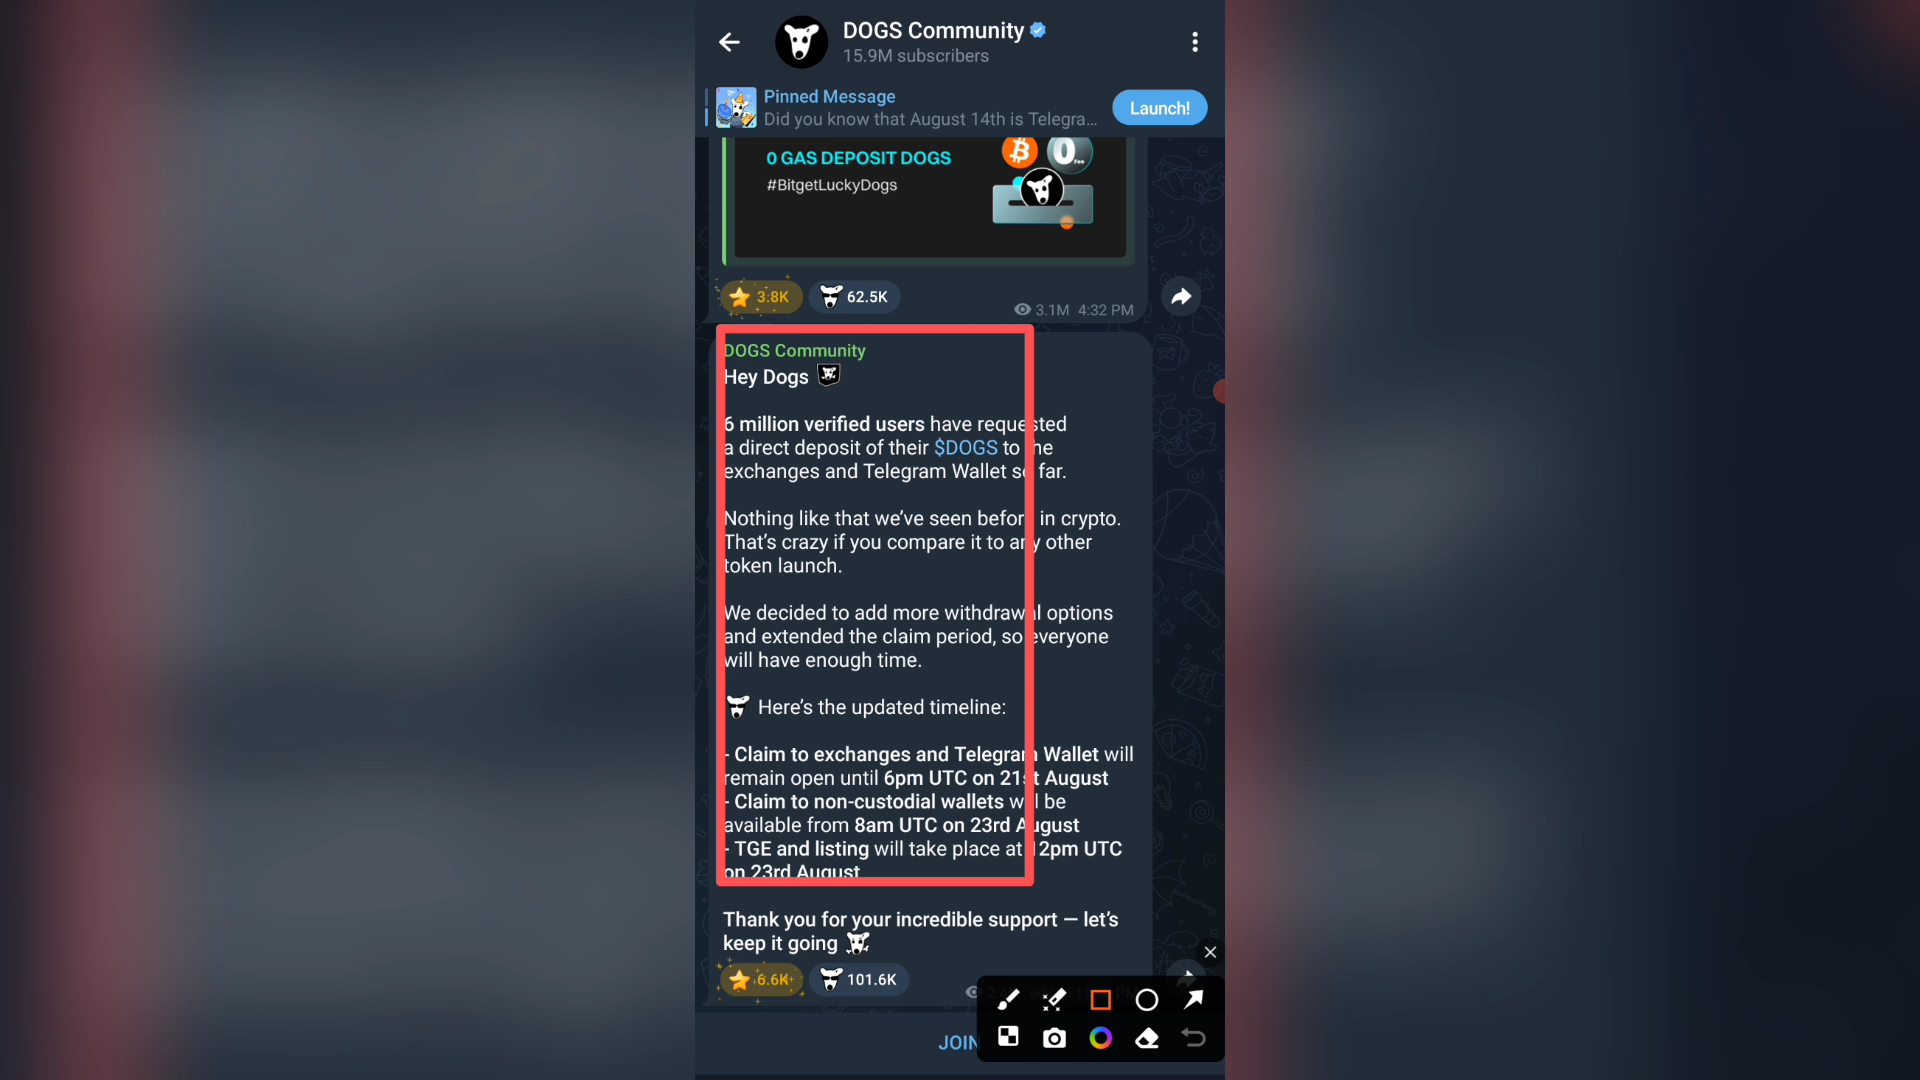 DOGS Community
15.9M subscribers
Pinned Message
Did you know that August 14th is Telegra...
Launch!
0 GAS DEPOSIT DOGS
#BitgetLuckyDogs
0
Fee
3.8K
62.5K
3.1M 4:32 PM
DOGS Community
Hey Dogs
6 million verified users have requested
a direct deposit of their $DOGS to the
exchanges and Telegram Wallet so far.
Nothing like that we’ve seen before in crypto.
That’s crazy if you compare it to any other
token launch.
We decided to add more withdrawal options
and extended the claim period, so everyone
will have enough time.
Here’s the updated timeline:
- Claim to exchanges and Telegram Wallet will
remain open until 6pm UTC on 21st August
- Claim to non-custodial wallets will be
available from 8am UTC on 23rd August
- TGE and listing will take place at 12pm UTC
on 23rd August
Thank you for your incredible support — let’s
keep it going
6.6K
101.6K
JOIN